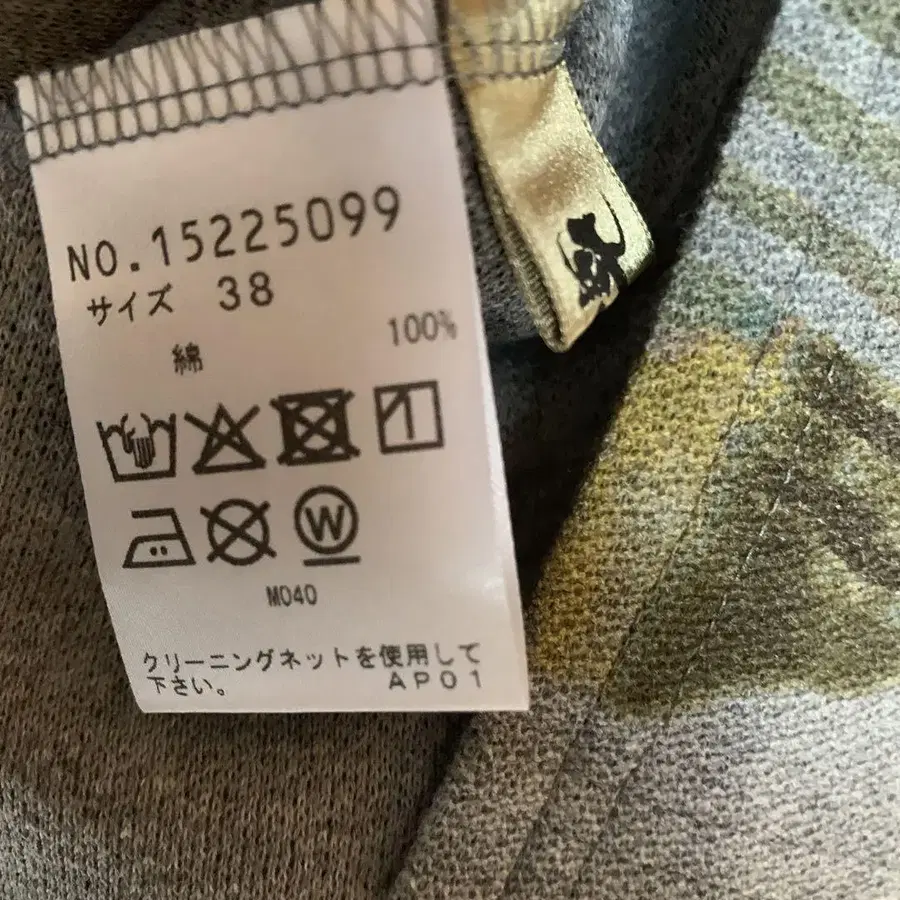 NO.15225099
サイズ 38
綿 100%
W
M040
クリーニングネットを使用して
下さい。 AP01